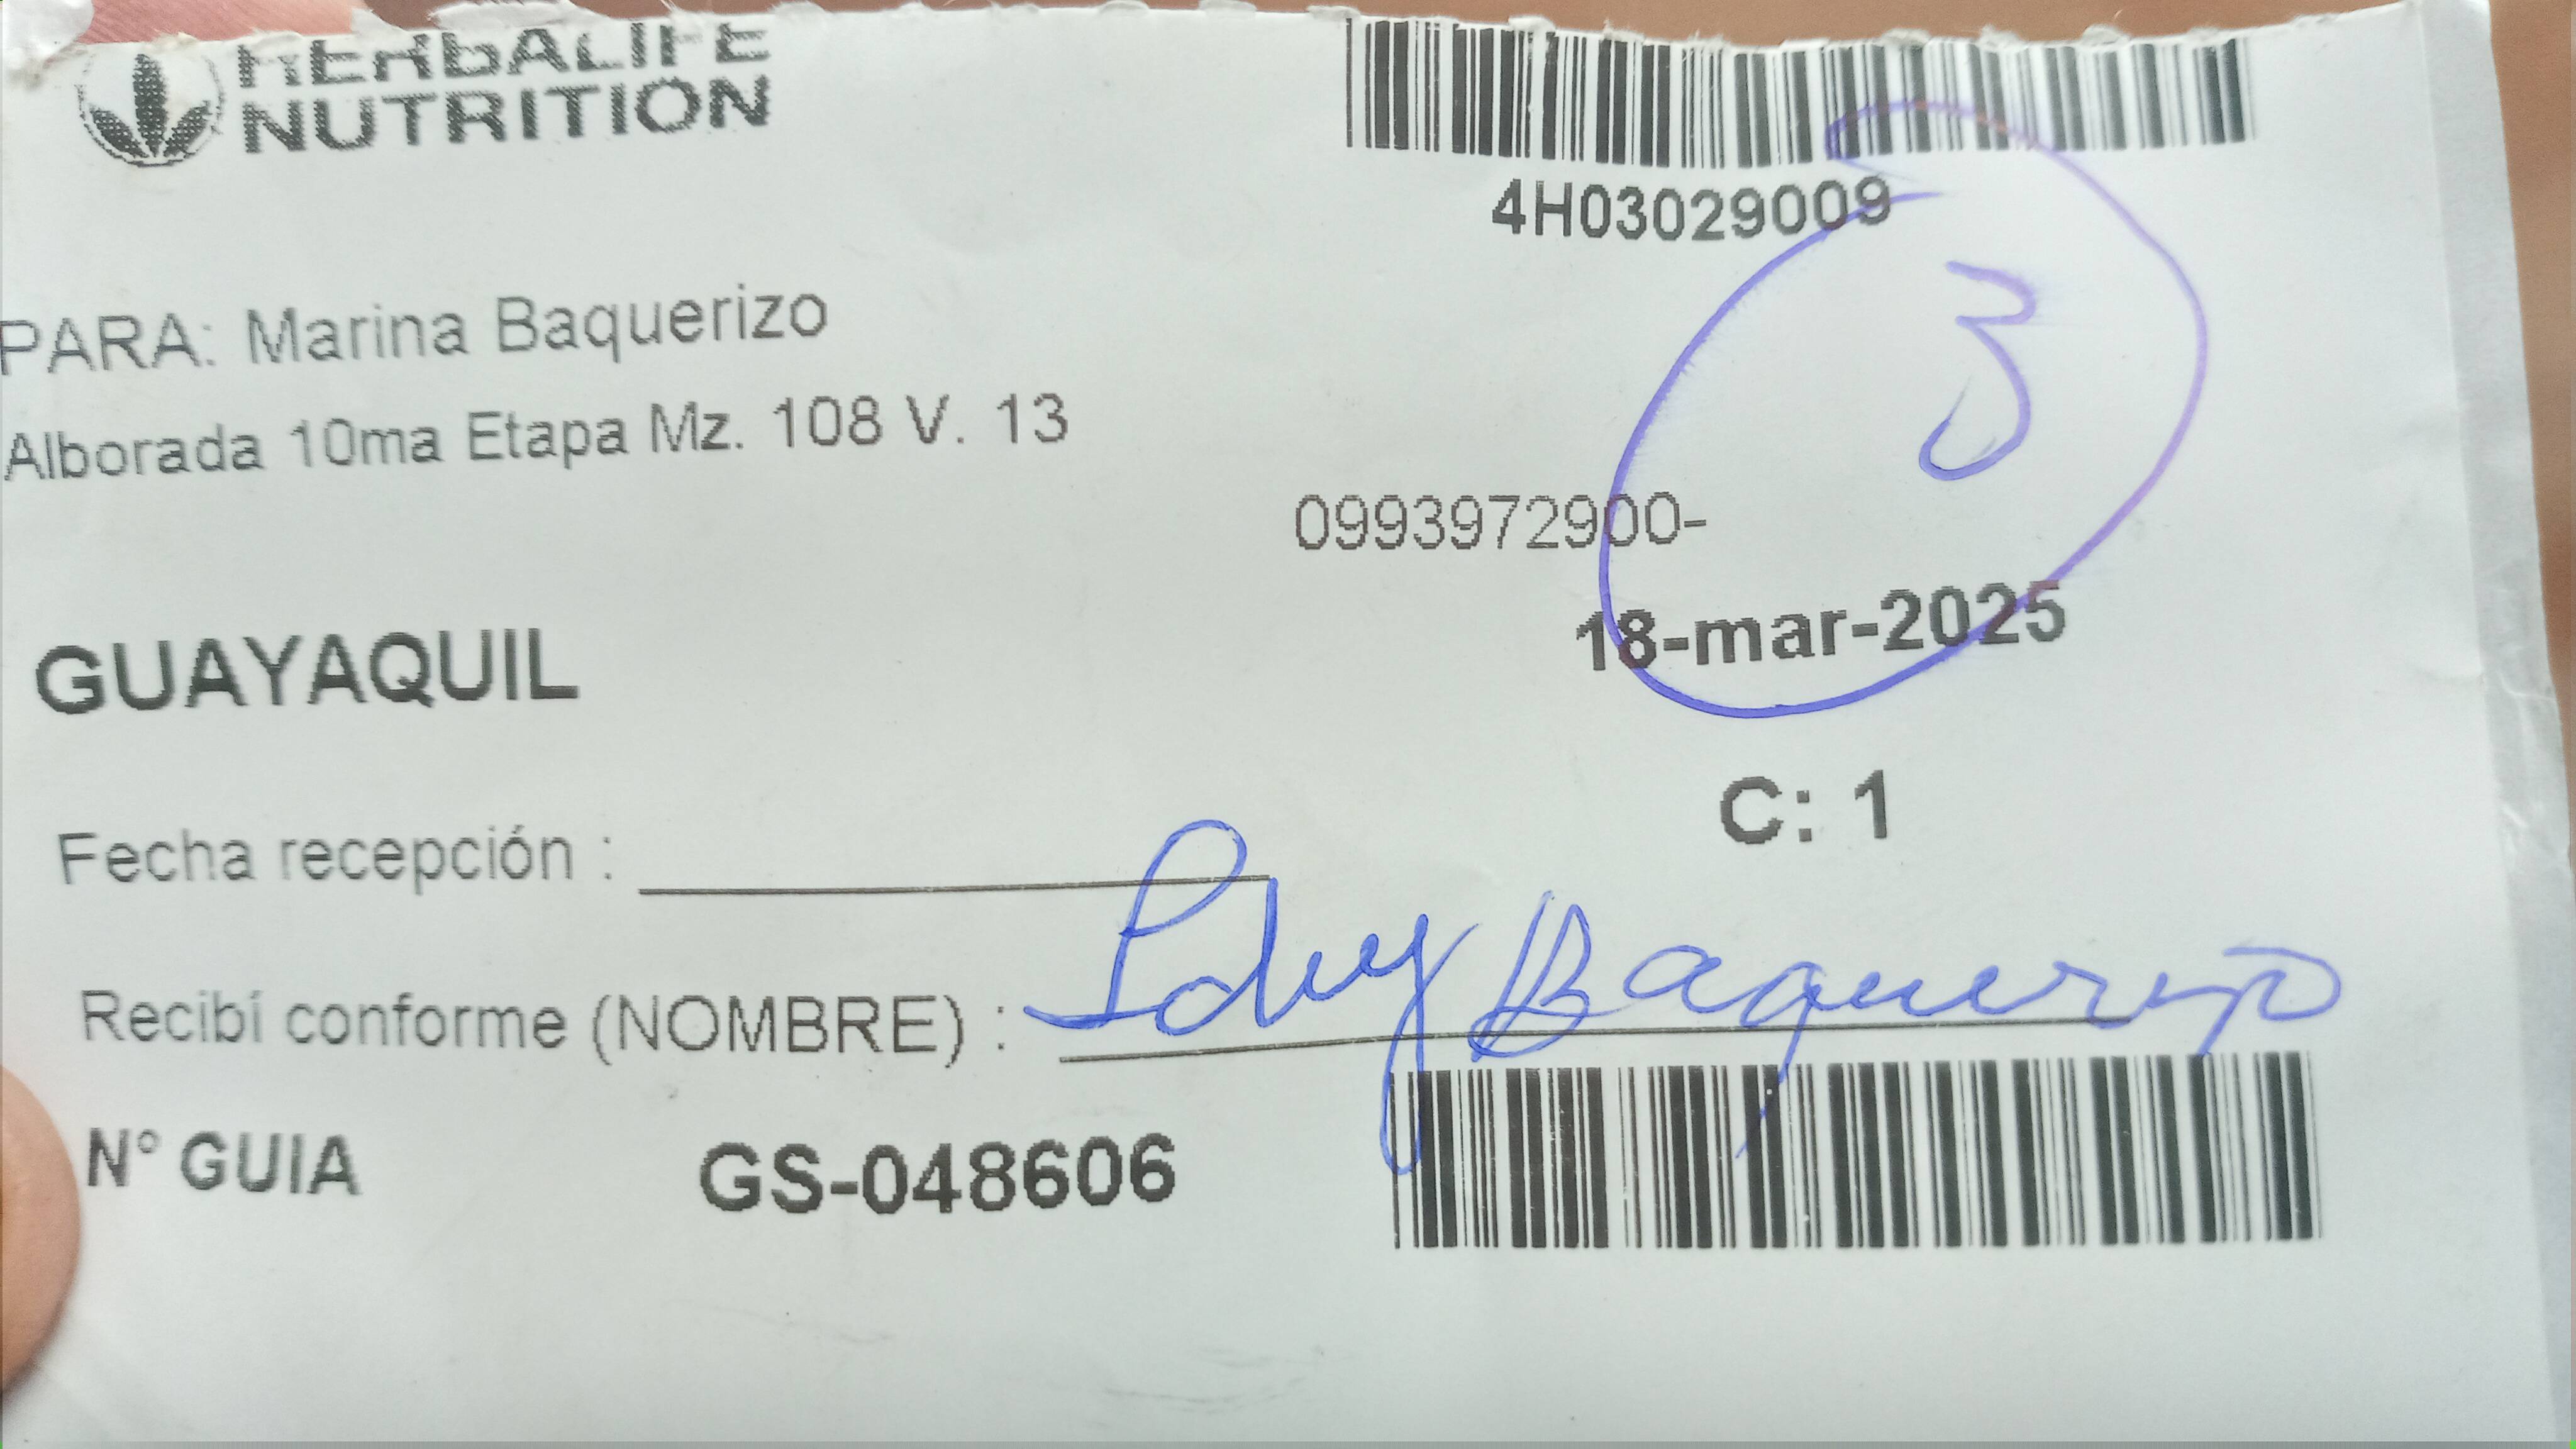 HERBALIFE
NUTRITION
4H03029009
3
PARA: Marina Baquerizo
Alborada 10ma Etapa Mz. 108 V. 13
0993972900-
18-mar-2025
GUAYAQUIL
C: 1
Fecha recepción :
Recibí conforme (NOMBRE) : Baquerizo
N° GUIA GS-048606